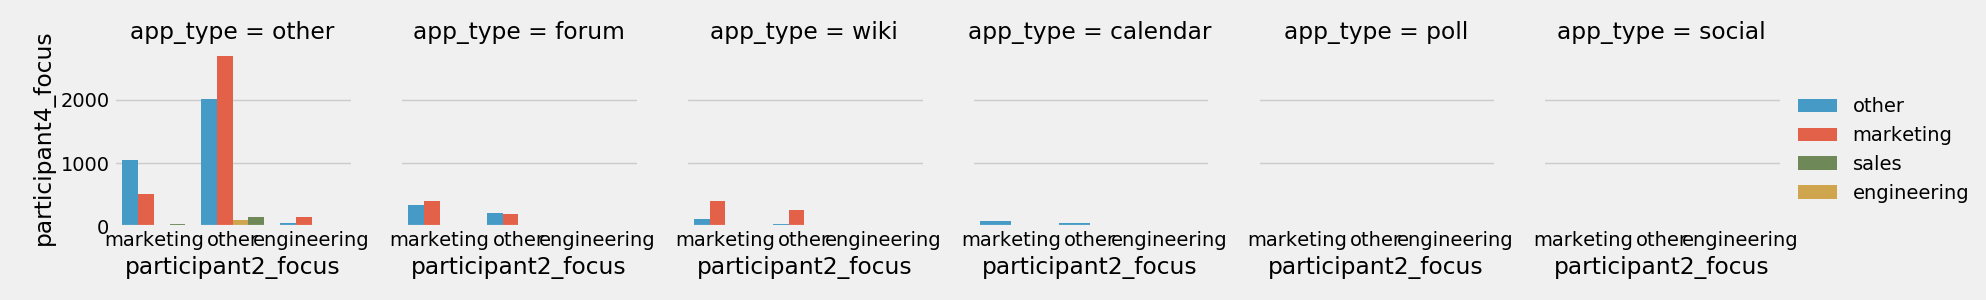 app_type = other
app_type = forum
app_type = wiki
app_type = calendar
app_type = poll
app_type = social
participant4_focus
2000
1000
0
marketing other engineering
marketing other engineering
marketing other engineering
marketing other engineering
marketing other engineering
marketing other engineering
participant2_focus
participant2_focus
participant2_focus
participant2_focus
participant2_focus
participant2_focus
other
marketing
sales
engineering